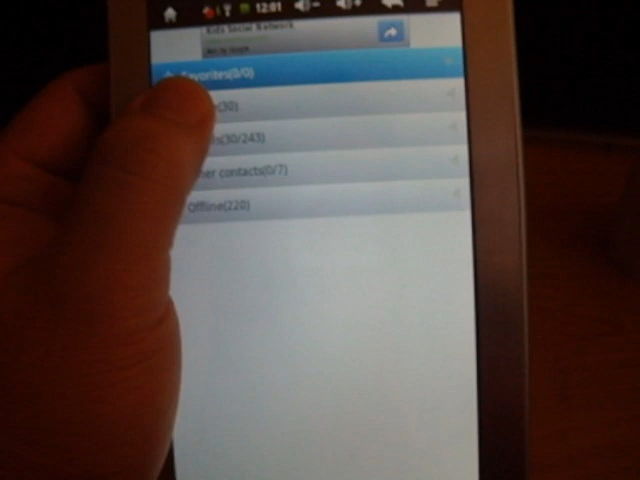 12:01
Kids Social Network
Favorites(0/0)
(30)
(30/243)
her contacts(0/7)
Offline(220)